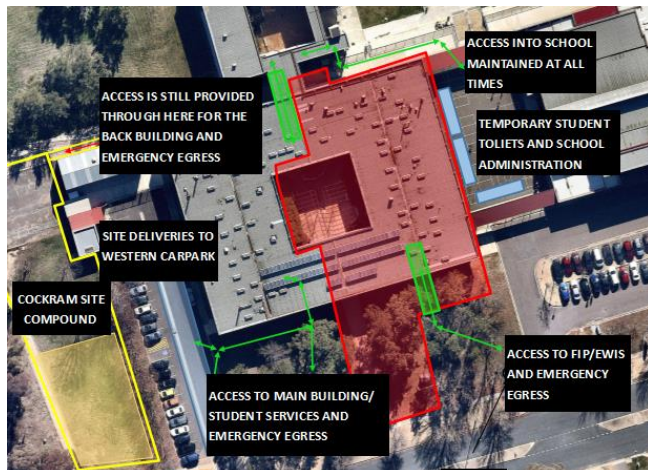 ACCESS INTO SCHOOL
MAINTAINED AT ALL
TIMES
ACCESS IS STILL PROVIDED
THROUGH HERE FOR THE
BACK BUILDING AND
EMERGENCY EGRESS
TEMPORARY STUDENT
TOLIETS AND SCHOOL
ADMINISTRATION
SITE DELIVERIES TO
WESTERN CARPARK
COCKRAM SITE
COMPOUND
ACCESS TO FIP/EWIS
AND EMERGENCY
EGRESS
ACCESS TO MAIN BUILDING/
STUDENT SERVICES AND
EMERGENCY EGRESS